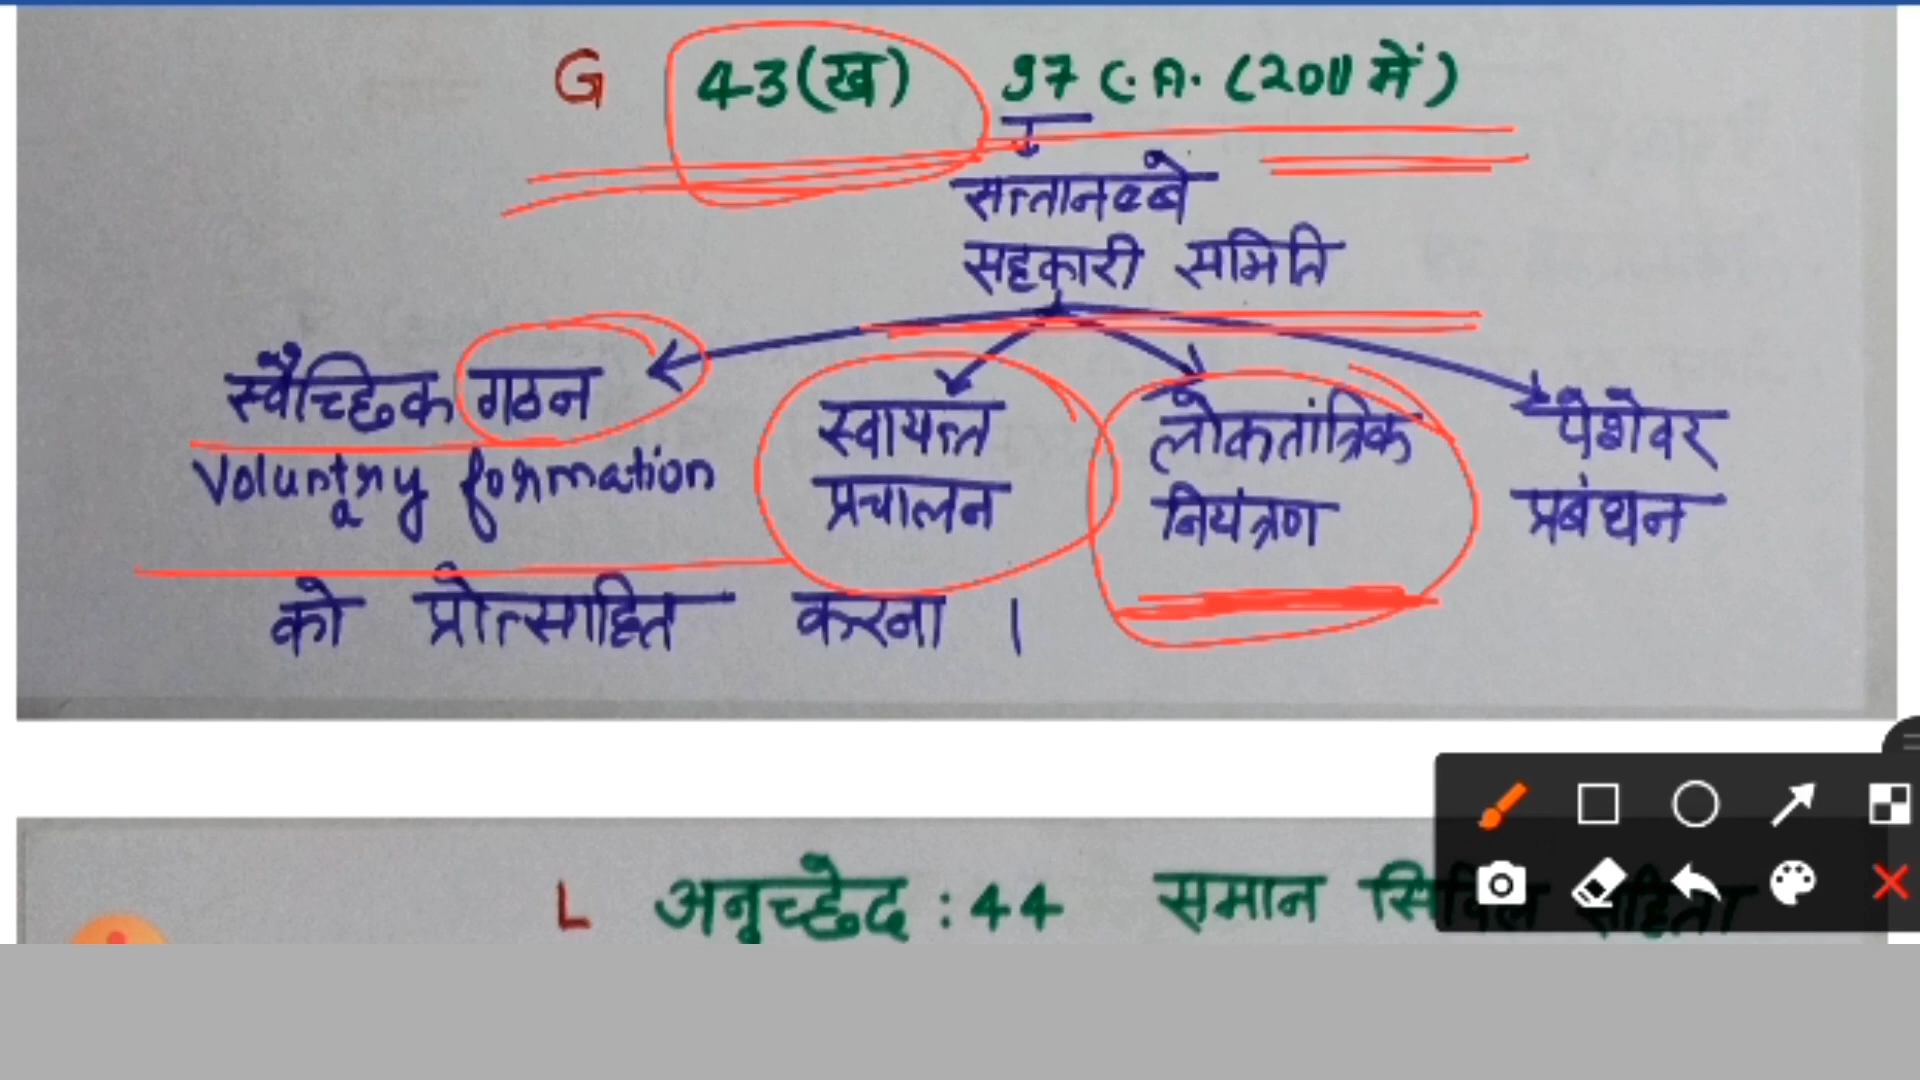 G 43(ख) 97 C.A. (2011 में)
सत्तानबे
सहकारी समिति
स्वैच्छिक गठन
Voluntary formation
स्वायत्त प्रचालन
लोकतांत्रिक नियंत्रण
पेशेवर प्रबंधन
को प्रोत्साहित करना ।
L अनुच्छेद : 44 समान सिविल संहिता